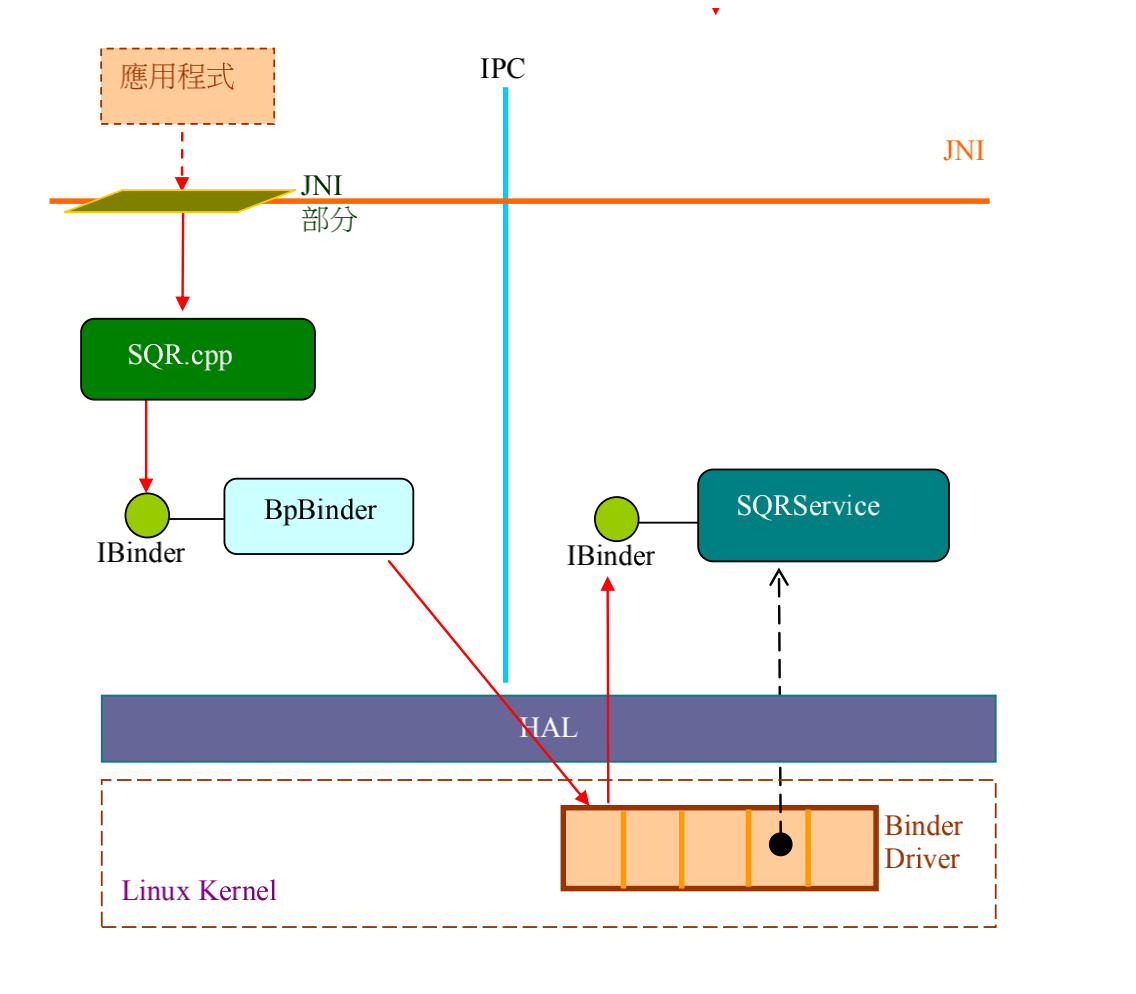 應用程式
IPC
JNI
JNI
部分
SQR.cpp
BpBinder
IBinder
SQRService
IBinder
HAL
Binder
Driver
Linux Kernel